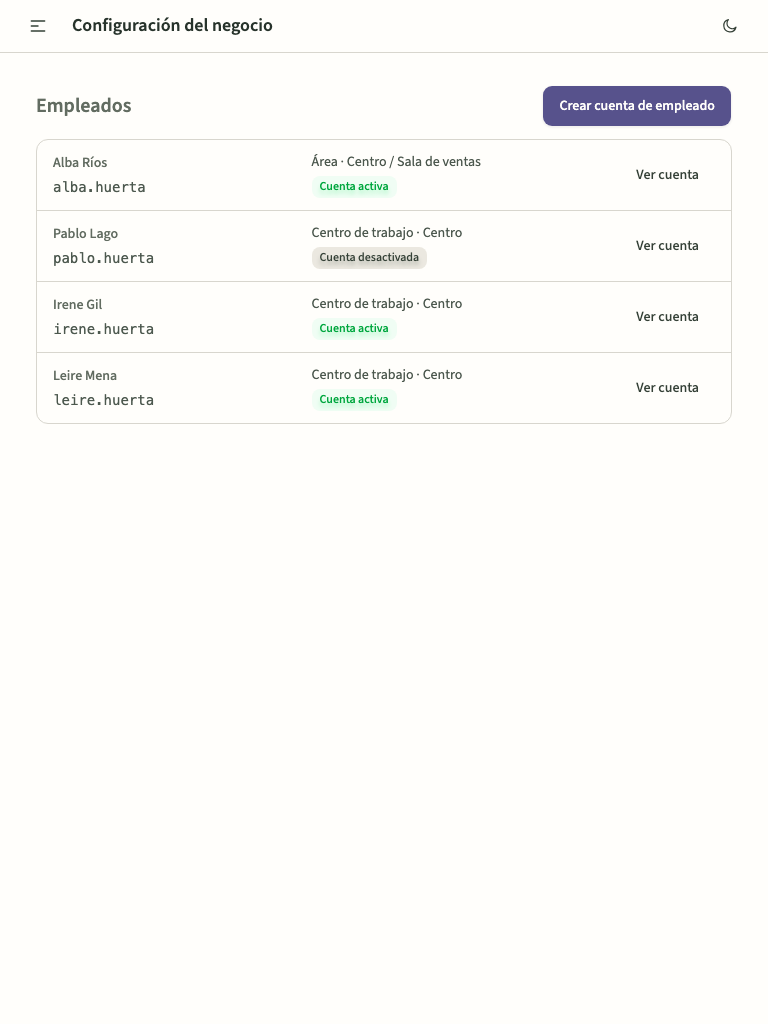 Configuración del negocio
Empleados
Crear cuenta de empleado
Alba Ríos
alba.huerta
Área · Centro / Sala de ventas
Cuenta activa
Ver cuenta
Pablo Lago
pablo.huerta
Centro de trabajo · Centro
Cuenta desactivada
Ver cuenta
Irene Gil
irene.huerta
Centro de trabajo · Centro
Cuenta activa
Ver cuenta
Leire Mena
leire.huerta
Centro de trabajo · Centro
Cuenta activa
Ver cuenta